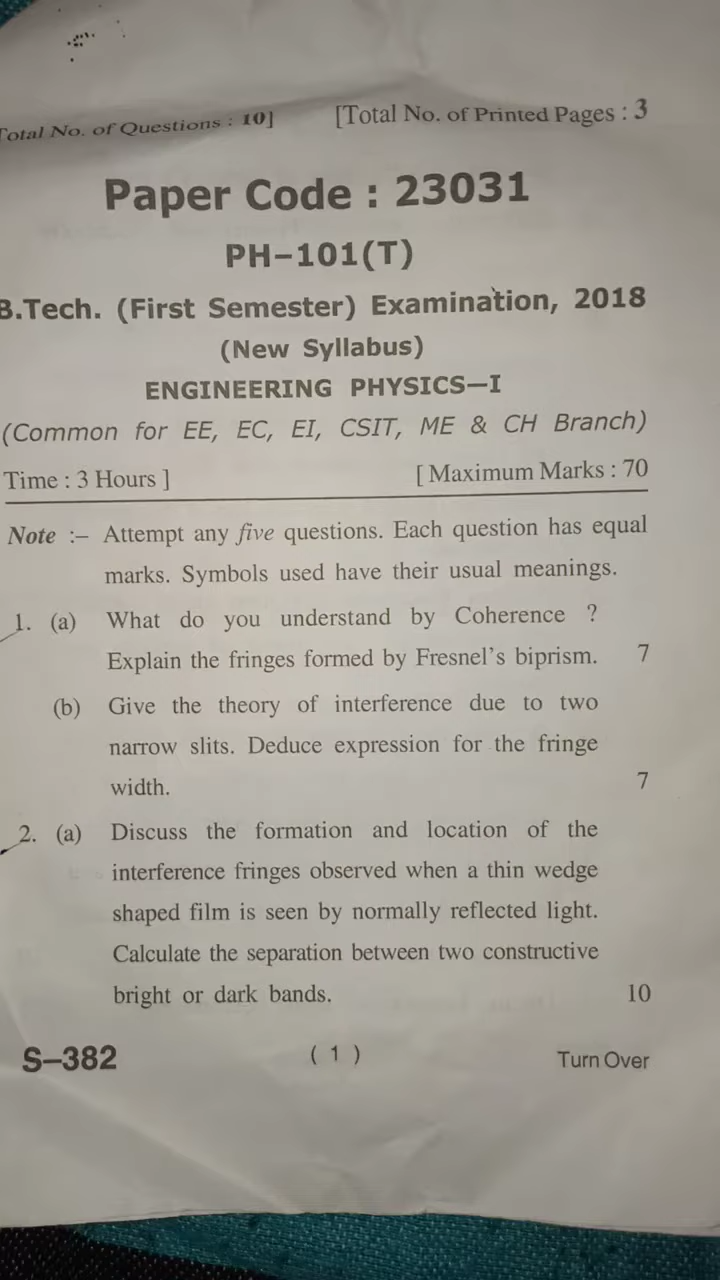 Total No. of Questions : 10] [Total No. of Printed Pages : 3
Paper Code : 23031
PH–101(T)
B.Tech. (First Semester) Examination, 2018
(New Syllabus)
ENGINEERING PHYSICS–I
(Common for EE, EC, EI, CSIT, ME & CH Branch)
Time : 3 Hours ] [ Maximum Marks : 70
Note :– Attempt any five questions. Each question has equal
marks. Symbols used have their usual meanings.
1. (a) What do you understand by Coherence ?
Explain the fringes formed by Fresnel's biprism. 7
(b) Give the theory of interference due to two
narrow slits. Deduce expression for the fringe
width. 7
2. (a) Discuss the formation and location of the
interference fringes observed when a thin wedge
shaped film is seen by normally reflected light.
Calculate the separation between two constructive
bright or dark bands. 10
S–382 ( 1 ) Turn Over